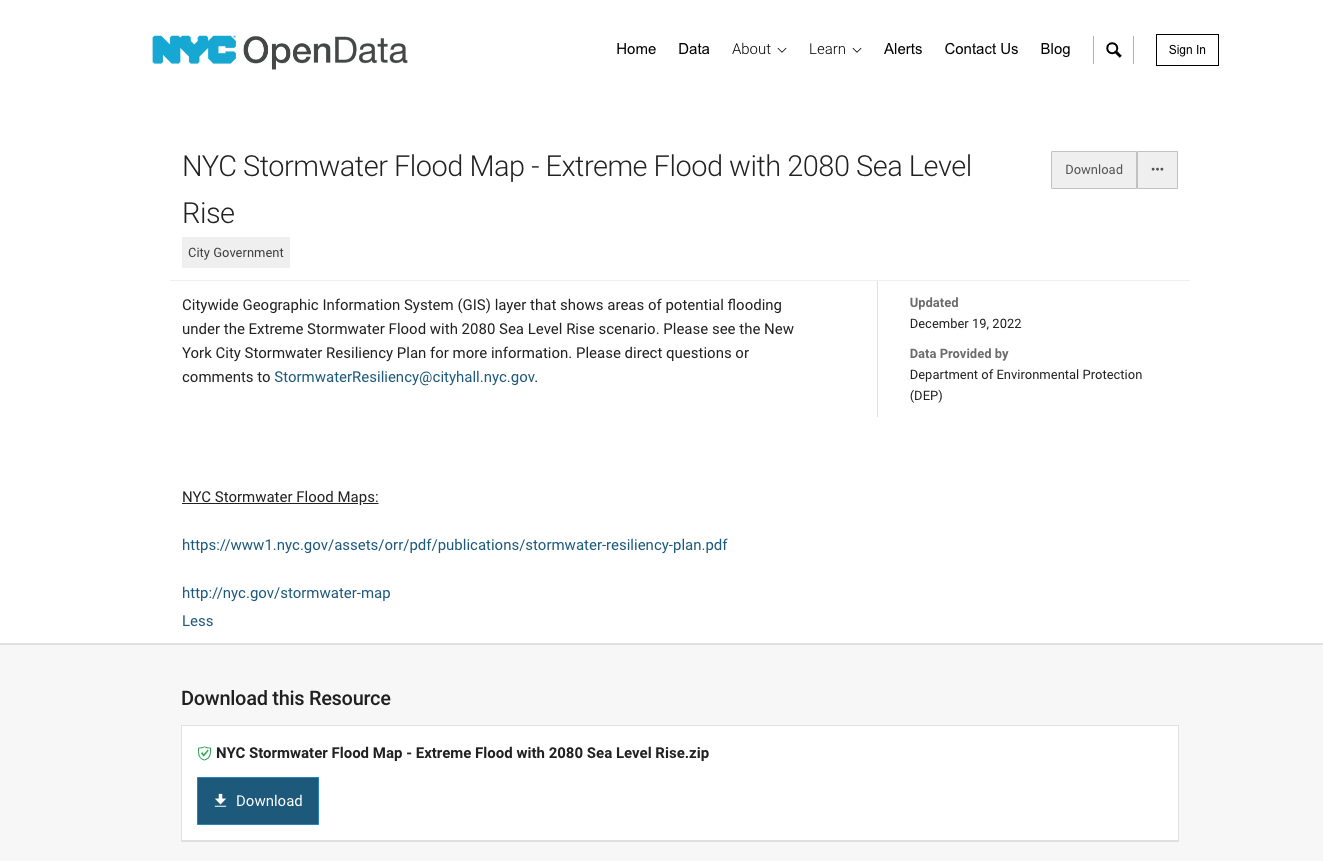 NYC OpenData
Home Data About Learn Alerts Contact Us Blog Sign In
NYC Stormwater Flood Map - Extreme Flood with 2080 Sea Level
Rise
Download ...
City Government
Citywide Geographic Information System (GIS) layer that shows areas of potential flooding
under the Extreme Stormwater Flood with 2080 Sea Level Rise scenario. Please see the New
York City Stormwater Resiliency Plan for more information. Please direct questions or
comments to StormwaterResiliency@cityhall.nyc.gov.
Updated
December 19, 2022
Data Provided by
Department of Environmental Protection
(DEP)
NYC Stormwater Flood Maps:
https://www1.nyc.gov/assets/orr/pdf/publications/stormwater-resiliency-plan.pdf
http://nyc.gov/stormwater-map
Less
Download this Resource
NYC Stormwater Flood Map - Extreme Flood with 2080 Sea Level Rise.zip
Download